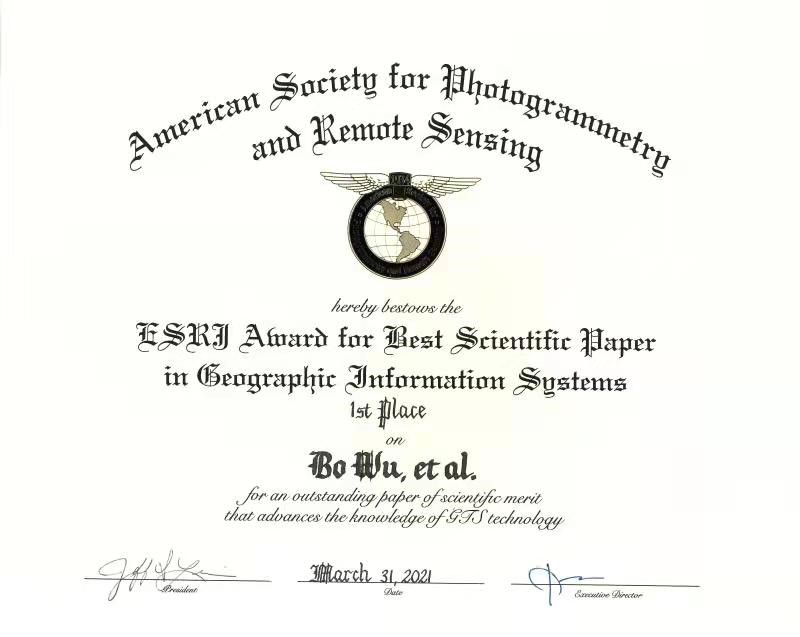 American Society for Photogrammetry
and Remote Sensing
hereby bestows the
ESRI Award for Best Scientific Paper
in Geographic Information Systems
1st Place
on
Bo Wu, et al.
for an outstanding paper of scientific merit
that advances the knowledge of GIS technology
March 31, 2021
President
Date
Executive Director